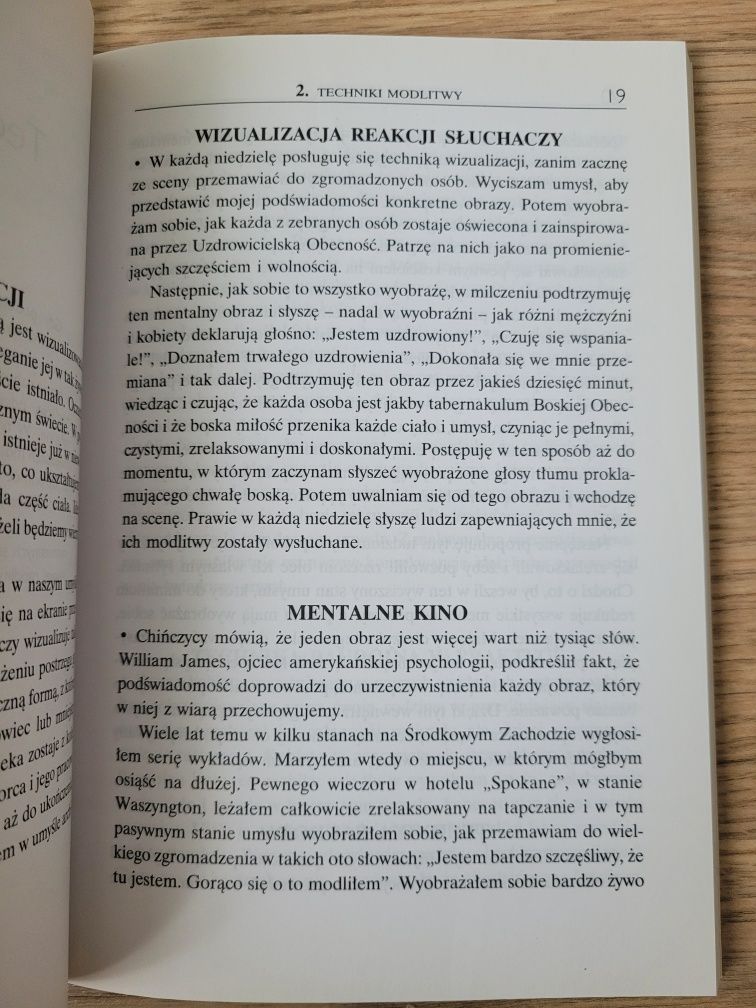 2. TECHNIKI MODLITWY 19
WIZUALIZACJA REAKCJI SŁUCHACZY
• W każdą niedzielę posługuję się techniką wizualizacji, zanim zacznę
ze sceny przemawiać do zgromadzonych osób. Wyciszam umysł, aby
przedstawić mojej podświadomości konkretne obrazy. Potem wyobra-
żam sobie, jak każda z zebranych osób zostaje oświecona i zainspirowa-
na przez Uzdrowicielską Obecność. Patrzę na nich jako na promienie-
jących szczęściem i wolnością.
Następnie, jak sobie to wszystko wyobrażę, w milczeniu podtrzymuję
ten mentalny obraz i słyszę – nadal w wyobraźni – jak różni mężczyźni
i kobiety deklarują głośno: „Jestem uzdrowiony!”, „Czuję się wspania-
le!”, „Doznałem trwałego uzdrowienia”, „Dokonała się we mnie prze-
miana” i tak dalej. Podtrzymuję ten obraz przez jakieś dziesięć minut,
wiedząc i czując, że każda osoba jest jakby tabernakulum Boskiej Obec-
ności i że boska miłość przenika każde ciało i umysł, czyniąc je pełnymi,
czystymi, zrelaksowanymi i doskonałymi. Postępuję w ten sposób aż do
momentu, w którym zaczynam słyszeć wyobrażone głosy tłumu prokla-
mującego chwałę boską. Potem uwalniam się od tego obrazu i wchodzę
na scenę. Prawie w każdą niedzielę słyszę ludzi zapewniających mnie, że
ich modlitwy zostały wysłuchane.
MENTALNE KINO
• Chińczycy mówią, że jeden obraz jest więcej wart niż tysiąc słów.
William James, ojciec amerykańskiej psychologii, podkreślił fakt, że
podświadomość doprowadzi do urzeczywistnienia każdy obraz, który
w niej z wiarą przechowujemy.
Wiele lat temu w kilku stanach na Środkowym Zachodzie wygłosi-
łem serię wykładów. Marzyłem wtedy o miejscu, w którym mógłbym
osiąść na dłużej. Pewnego wieczoru w hotelu „Spokane”, w stanie
Waszyngton, leżałem całkowicie zrelaksowany na tapczanie i w tym
pasywnym stanie umysłu wyobraziłem sobie, jak przemawiam do wiel-
kiego zgromadzenia w takich oto słowach: „Jestem bardzo szczęśliwy, że
tu jestem. Gorąco się o to modliłem”. Wyobrażałem sobie bardzo żywo